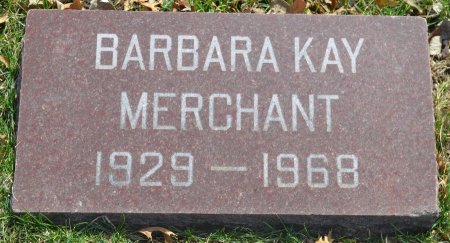 BARBARA KAY
MERCHANT
1929 — 1968